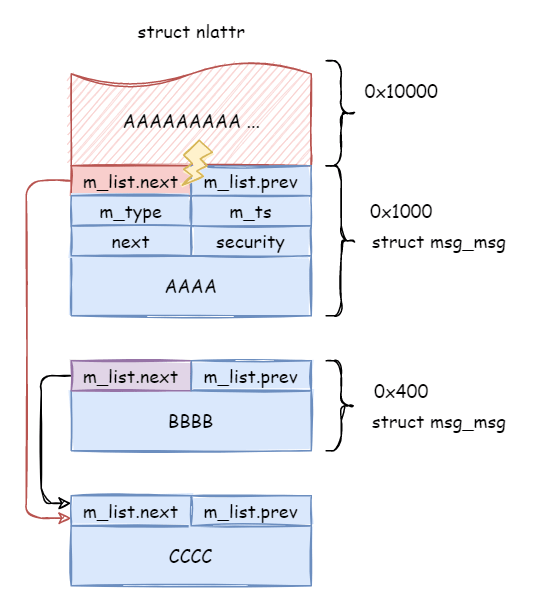 struct nlattr
0x10000
AAAAAAAAA ...
m_list.next m_list.prev
m_type m_ts
0x1000
next security
struct msg_msg
AAAA
m_list.next m_list.prev
0x400
BBBB
struct msg_msg
m_list.next m_list.prev
CCCC